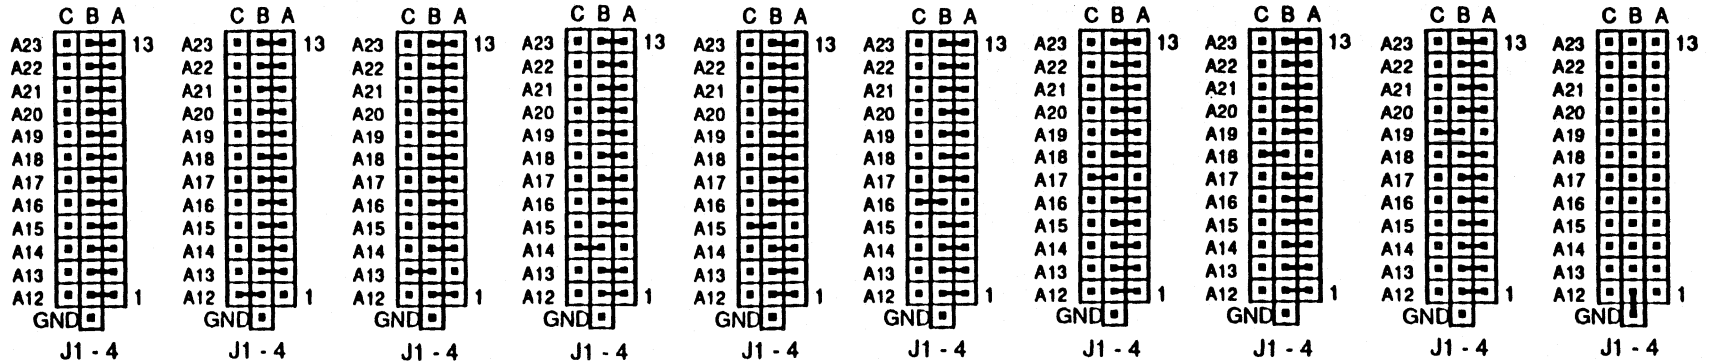 C B A C B A C B A C B A C B A C B A C B A C B A C B A C B A
A23 13 A23 13 A23 13 A23 13 A23 13 A23 13 A23 13 A23 13 A23 13 A23 13
A22 A22 A22 A22 A22 A22 A22 A22 A22 A22
A21 A21 A21 A21 A21 A21 A21 A21 A21 A21
A20 A20 A20 A20 A20 A20 A20 A20 A20 A20
A19 A19 A19 A19 A19 A19 A19 A19 A19 A19
A18 A18 A18 A18 A18 A18 A18 A18 A18 A18
A17 A17 A17 A17 A17 A17 A17 A17 A17 A17
A16 A16 A16 A16 A16 A16 A16 A16 A16 A16
A15 A15 A15 A15 A15 A15 A15 A15 A15 A15
A14 A14 A14 A14 A14 A14 A14 A14 A14 A14
A13 A13 A13 A13 A13 A13 A13 A13 A13 A13
A12 1 A12 1 A12 1 A12 1 A12 1 A12 1 A12 1 A12 1 A12 1 A12 1
GND GND GND GND GND GND GND GND GND GND
J1 - 4 J1 - 4 J1 - 4 J1 - 4 J1 - 4 J1 - 4 J1 - 4 J1 - 4 J1 - 4 J1 - 4